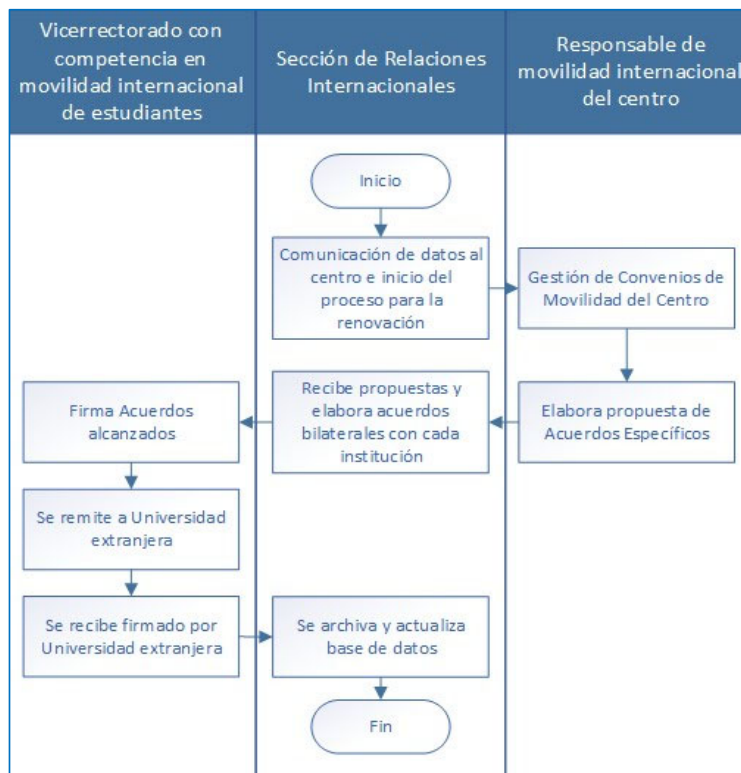 Vicerrectorado con
competencia en
movilidad internacional
de estudiantes
Sección de Relaciones
Internacionales
Responsable de
movilidad internacional
del centro
Inicio
Comunicación de datos al
centro e inicio del
proceso para la
renovación
Gestión de Convenios de
Movilidad del Centro
Elabora propuesta de
Acuerdos Específicos
Recibe propuestas y
elabora acuerdos
bilaterales con cada
institución
Firma Acuerdos
alcanzados
Se remite a Universidad
extranjera
Se recibe firmado por
Universidad extranjera
Se archiva y actualiza
base de datos
Fin